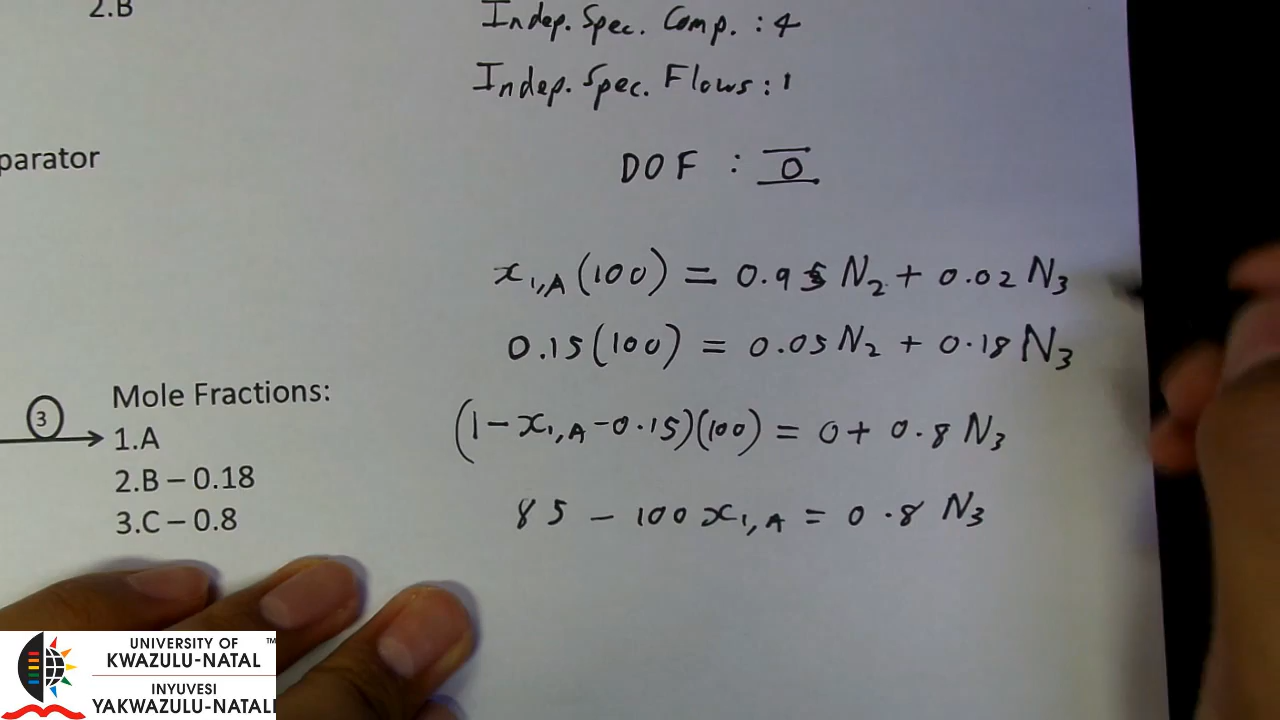 2.B
Indep. Spec. Comp. : 4
Indep. Spec. Flows : 1
parator
DOF : 0
x1,A (100) = 0.95 N2 + 0.02 N3
0.15 (100) = 0.05 N2 + 0.18 N3
(1 - x1,A - 0.15)(100) = 0 + 0.8 N3
85 - 100 x1,A = 0.8 N3
3
Mole Fractions:
1.A
2.B – 0.18
3.C – 0.8
UNIVERSITY OF ™
KWAZULU-NATAL
INYUVESI
YAKWAZULU-NATALI